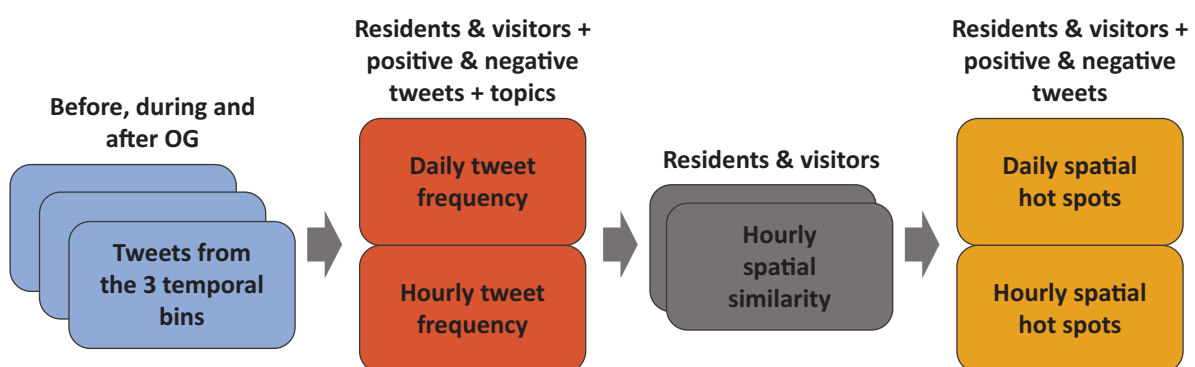 Before, during and
after OG
Tweets from
the 3 temporal
bins
Residents & visitors +
positive & negative
tweets + topics
Daily tweet
frequency
Hourly tweet
frequency
Residents & visitors
Hourly
spatial
similarity
Residents & visitors +
positive & negative
tweets
Daily spatial
hot spots
Hourly spatial
hot spots